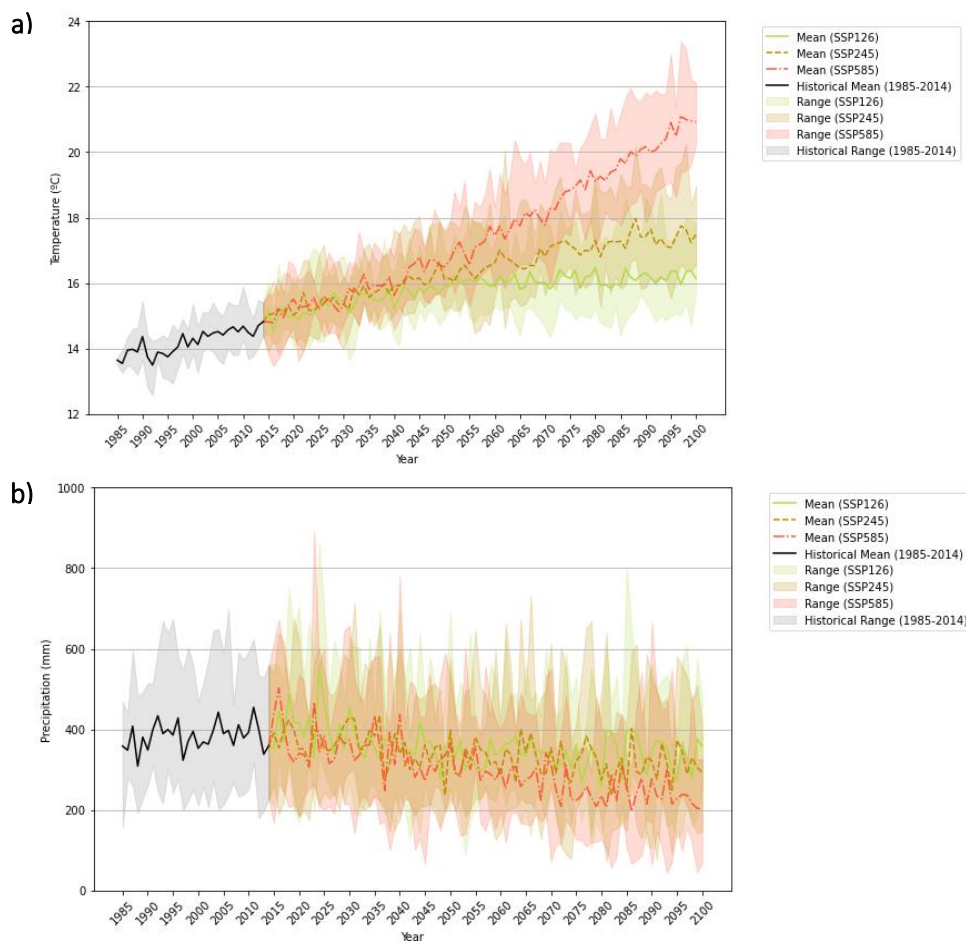 a)
24
22
20
18
16
14
12
Temperature (ºC)
1985
1990
1995
2000
2005
2010
2015
2020
2025
2030
2035
2040
2045
2050
2055
2060
2065
2070
2075
2080
2085
2090
2095
2100
Year
Mean (SSP126)
Mean (SSP245)
Mean (SSP585)
Historical Mean (1985-2014)
Range (SSP126)
Range (SSP245)
Range (SSP585)
Historical Range (1985-2014)
b)
1000
800
600
400
200
0
Precipitation (mm)
1985
1990
1995
2000
2005
2010
2015
2020
2025
2030
2035
2040
2045
2050
2055
2060
2065
2070
2075
2080
2085
2090
2095
2100
Year
Mean (SSP126)
Mean (SSP245)
Mean (SSP585)
Historical Mean (1985-2014)
Range (SSP126)
Range (SSP245)
Range (SSP585)
Historical Range (1985-2014)